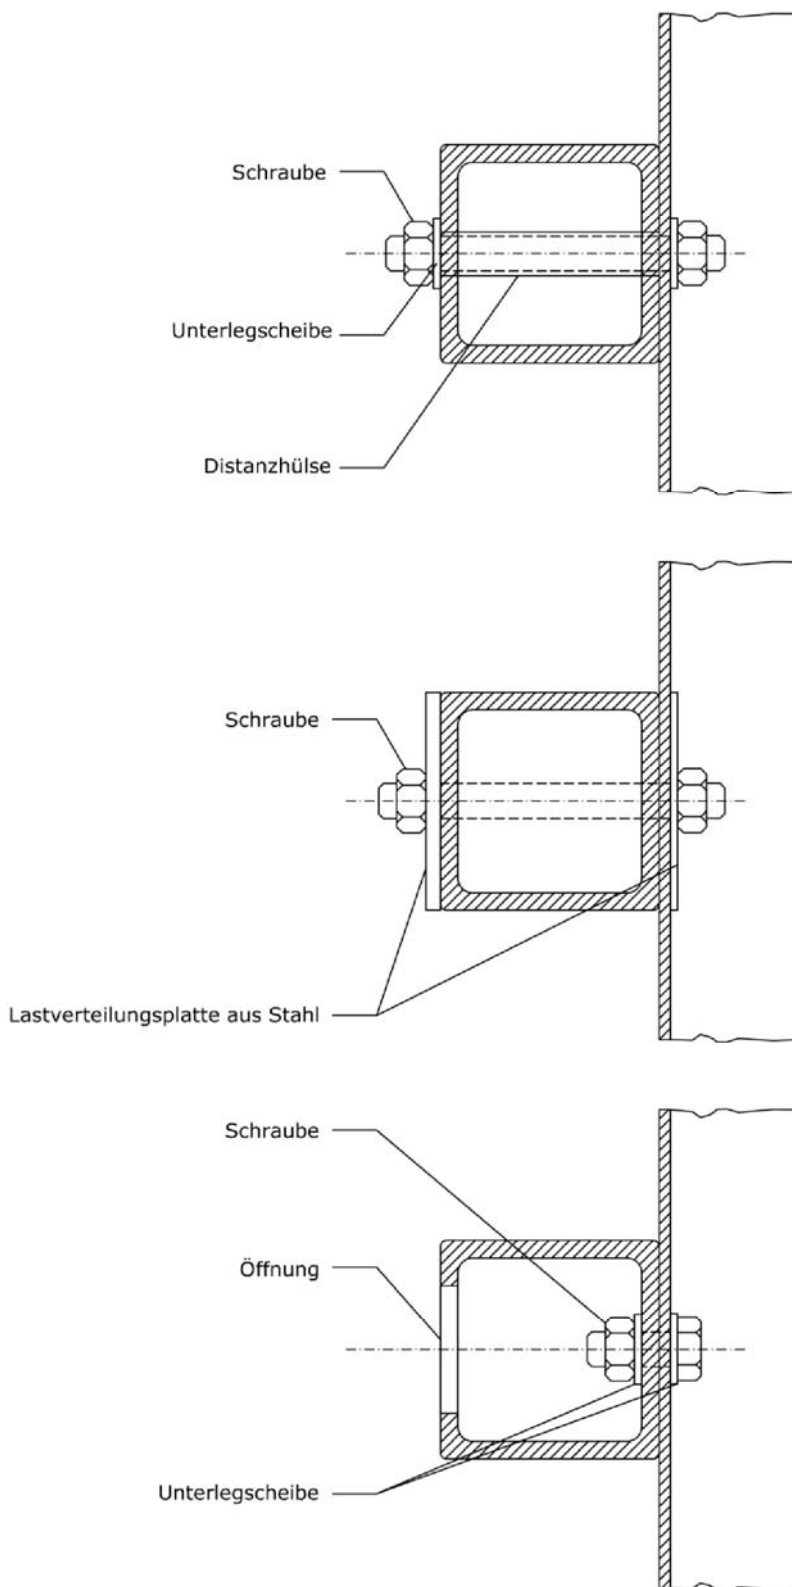 Schraube
Unterlegscheibe
Distanzhülse
Schraube
Lastverteilungsplatte aus Stahl
Schraube
Öffnung
Unterlegscheibe